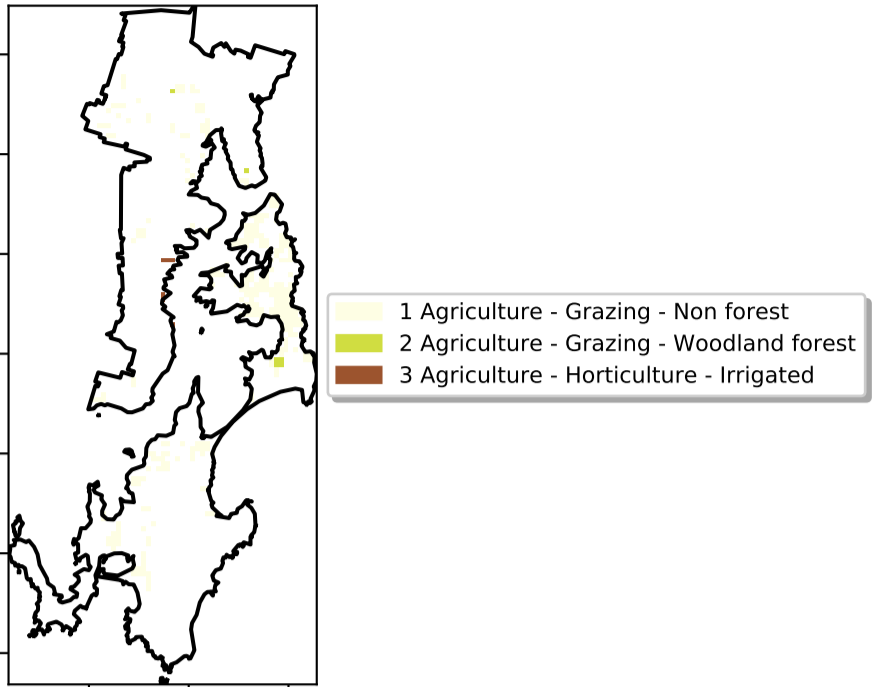 1 Agriculture - Grazing - Non forest
2 Agriculture - Grazing - Woodland forest
3 Agriculture - Horticulture - Irrigated